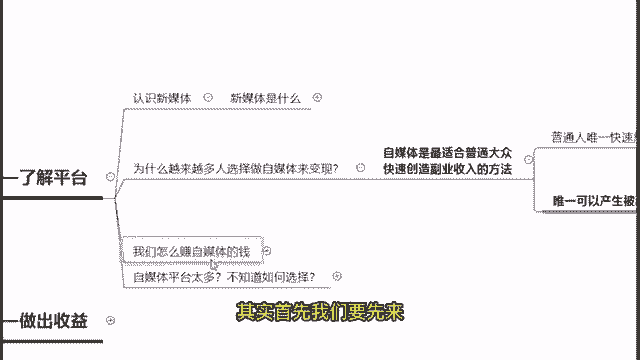 认识新媒体
新媒体是什么
普通人唯一快速
自媒体是最适合普通大众
快速创造副业收入的方法
为什么越来越多人选择做自媒体来变现?
了解平台
唯一可以产生被
我们怎么赚自媒体的钱
自媒体平台太多?不知道如何选择?
其实首先我们要先来
做出收益